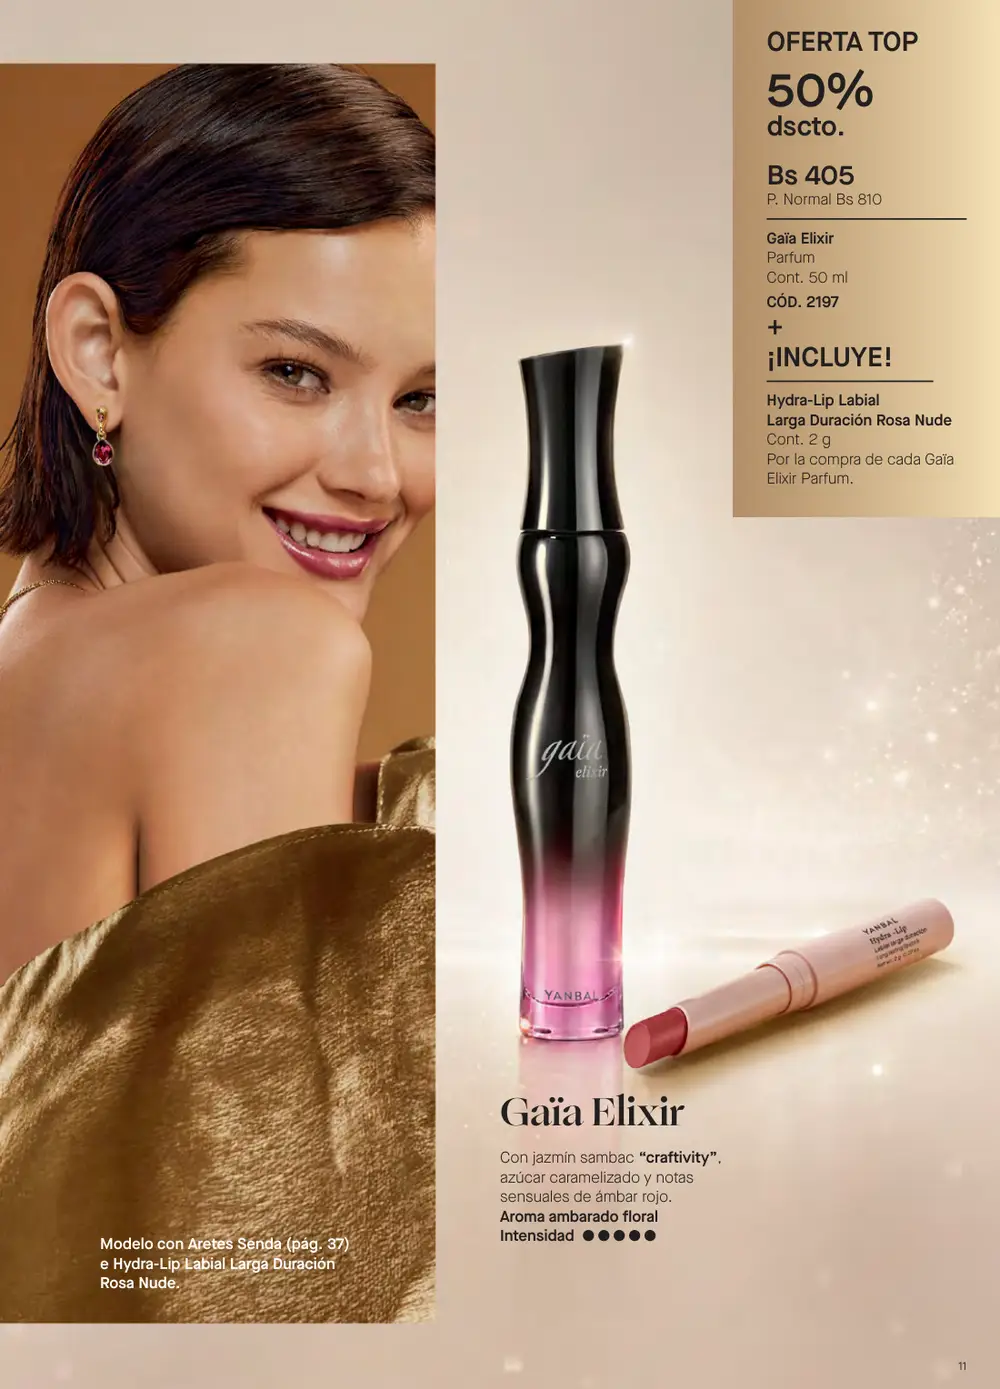 OFERTA TOP
50%
dscto.
Bs 405
P. Normal Bs 810
Gaïa Elixir
Parfum
Cont. 50 ml
CÓD. 2197
+
¡INCLUYE!
Hydra-Lip Labial
Larga Duración Rosa Nude
Cont. 2 g
Por la compra de cada Gaïa
Elixir Parfum.
gaïa
elixir
YANBAL
YANBAL
Hydra-Lip
Labial larga duración
Gaïa Elixir
Con jazmín sambac “craftivity”,
azúcar caramelizado y notas
sensuales de ámbar rojo.
Aroma ambarado floral
Intensidad ●●●●●
Modelo con Aretes Senda (pág. 37)
e Hydra-Lip Labial Larga Duración
Rosa Nude.
11